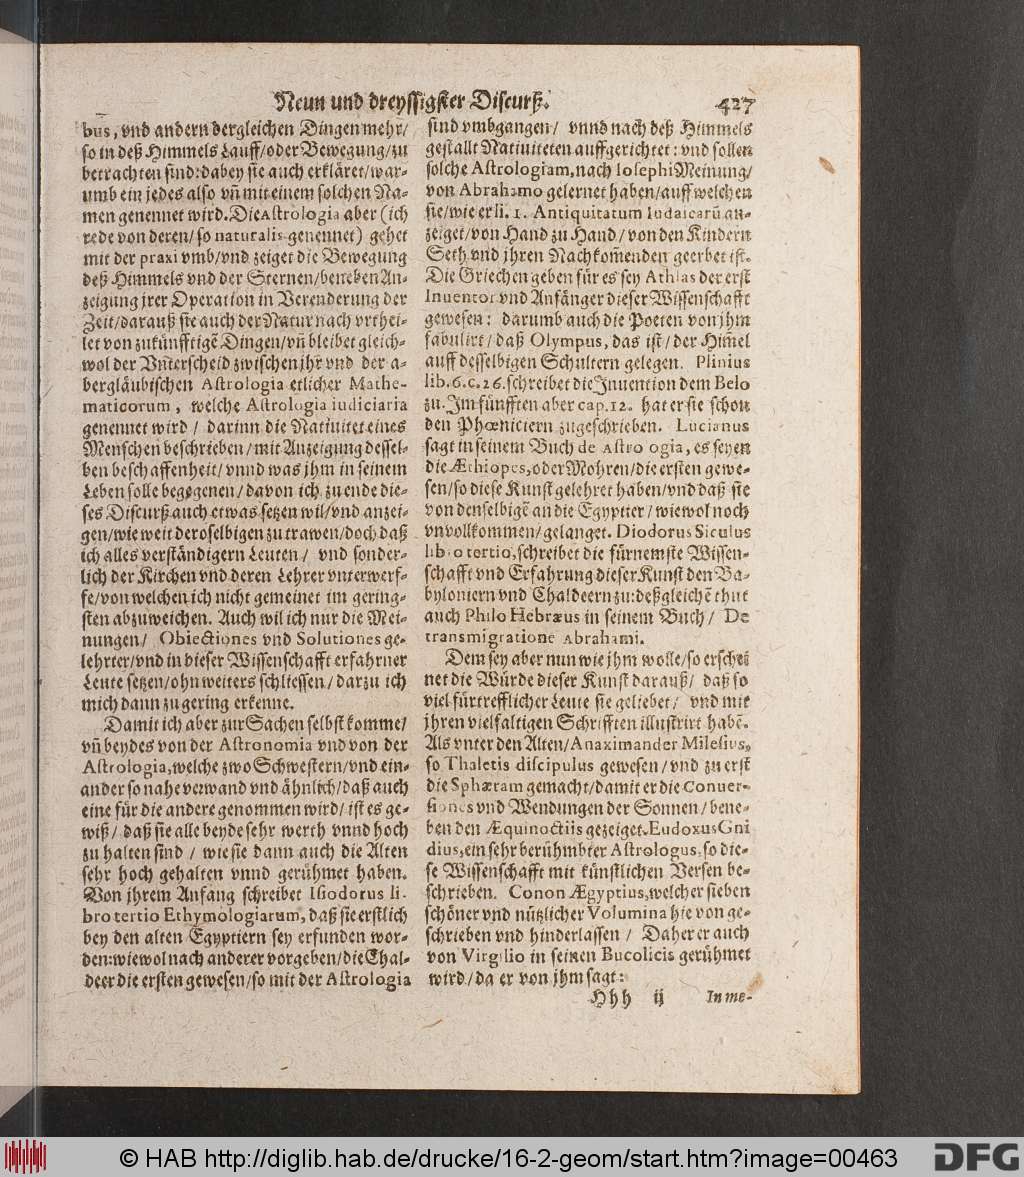 Neun und dreyssigster Discurß. 427
bus, vnd andern dergleichen Dingen mehr/
so in deß Himmels Lauff/oder Bewegung/zu
betrachten sind: dabey sie auch erkläret/war-
umb ein jedes also vñ mit einem solchen Na-
men genennet wird. Die Astrologia aber (ich
rede von deren/so naturalis genennet) gehet
mit der praxi vmb/vnd zeiget die Bewegung
deß Himmels vnd der Sternen/beneben An-
zeigung jrer Operation in Verenderung der
Zeit/darauß sie auch der Natur nach vrthei-
let von zukünfftigẽ Dingen/vñ bleibet gleich-
wol der Vnterscheid zwischen jhr vnd der a-
bergläubischen Astrologia etlicher Mathe-
maticorum, welche Astrologia iudiciaria
genennet wird / darinn die Natiuitet eines
Menschen beschrieben/mit Anzeigung dessel-
ben beschaffenheit/vnnd was jhm in seinem
Leben solle begegenen/davon ich zu ende die-
ses Discurß auch etwas setzen wil/vnd anzei-
gen/wie weit deroselbigen zu trawen/doch daß
ich alles verständigern Leuten / vnd sonder-
lich der Kirchen vnd deren Lehrer vnterwerf-
fe/von welchen ich nicht gemeinet im gering-
sten abzuweichen. Auch wil ich nur die Mei-
nungen/ Obiectiones vnd Solutiones ge-
lehrter/vnd in dieser Wissenschafft erfahrner
Leute setzen/ohn weiters schliessen/darzu ich
mich dann zu gering erkenne.
Damit ich aber zur Sachen selbst komme/
vñ beydes von der Astronomia vnd von der
Astrologia, welche zwo Schwestern/vnd ein-
ander so nahe verwand vnd ähnlich/daß auch
eine für die andere genommen wird/ist es ge-
wiß/ daß sie alle beyde sehr werth vnnd hoch
zu halten sind / wie sie dann auch die Alten
sehr hoch gehalten vnnd gerühmet haben.
Von jhrem Anfang schreibet Isiodorus li-
bro tertio Ethymologiarum, daß sie erstlich
bey den alten Egyptiern sey erfunden wor-
den: wiewol nach anderer vorgeben/die Chal-
deer die ersten gewesen/so mit der Astrologia
sind vmbgangen/ vnnd nach deß Himmels
gestallt Natiuiteten auffgerichtet: vnd sollen
solche Astrologiam, nach Iosephi Meinung/
von Abrahamo gelernet haben/auff welchen
sie/wie er li. 1. Antiquitatum Iudaicarũ an-
zeiget/von Hand zu Hand/von den Kindern
Seth vnd jhren Nachkom̃enden geerbet ist.
Die Griechen geben für es sey Athlas der erst
Inuentor vnd Anfänger dieser Wissenschafft
gewesen: darumb auch die Poeten von jhm
fabulirt/daß Olympus, das ist/der Him̃el
auff desselbigen Schultern gelegen. Plinius
lib. 6. c. 26. schreibet die Inuention dem Belo
zu. Im fünfften aber cap. 12. hat er sie schon
den Phœniciern zugeschrieben. Lucianus
sagt in seinem Buch de Astrologia, es seyen
die Æthiopes, oder Mohren/die ersten gewe-
sen/so diese Kunst gelehret haben/vnd daß sie
von denselbigẽ an die Egyptier/wiewol noch
vnvollkommen/gelanget. Diodorus Siculus
libro tertio, schreibet die fürnemste Wissen-
schafft vnd Erfahrung dieser Kunst den Ba-
byloniern vnd Chaldeern zu: deßgleichẽ thut
auch Philo Hebræus in seinem Buch/ De
transmigratione Abrahami.
Dem sey aber nun wie jhm wolle/so erschei
net die Würde dieser Kunst darauß/ daß so
viel fürtrefflicher Leute sie geliebet/ vnd mit
jhren vielfaltigen Schrifften illustrirt habẽ.
Als vnter den Alten/Anaximander Milesius,
so Thaletis discipulus gewesen/vnd zu erst
die Sphæram gemacht/damit er die Conuer-
siones vnd Wendungen der Sonnen/bene-
ben den Æquinoctiis gezeiget. Eudoxus Gni
dius, ein sehr berühmbter Astrologus, so die-
se Wissenschafft mit künstlichen Versen be-
schrieben. Conon Ægyptius, welcher sieben
schöner vnd nützlicher Volumina hie von ge-
schrieben vnd hinderlassen / Daher er auch
von Virgilio in seinen Bucolicis gerühmet
wird/da er von jhm sagt:
Hhh ij In me-
© HAB http://diglib.hab.de/drucke/16-2-geom/start.htm?image=00463
DFG